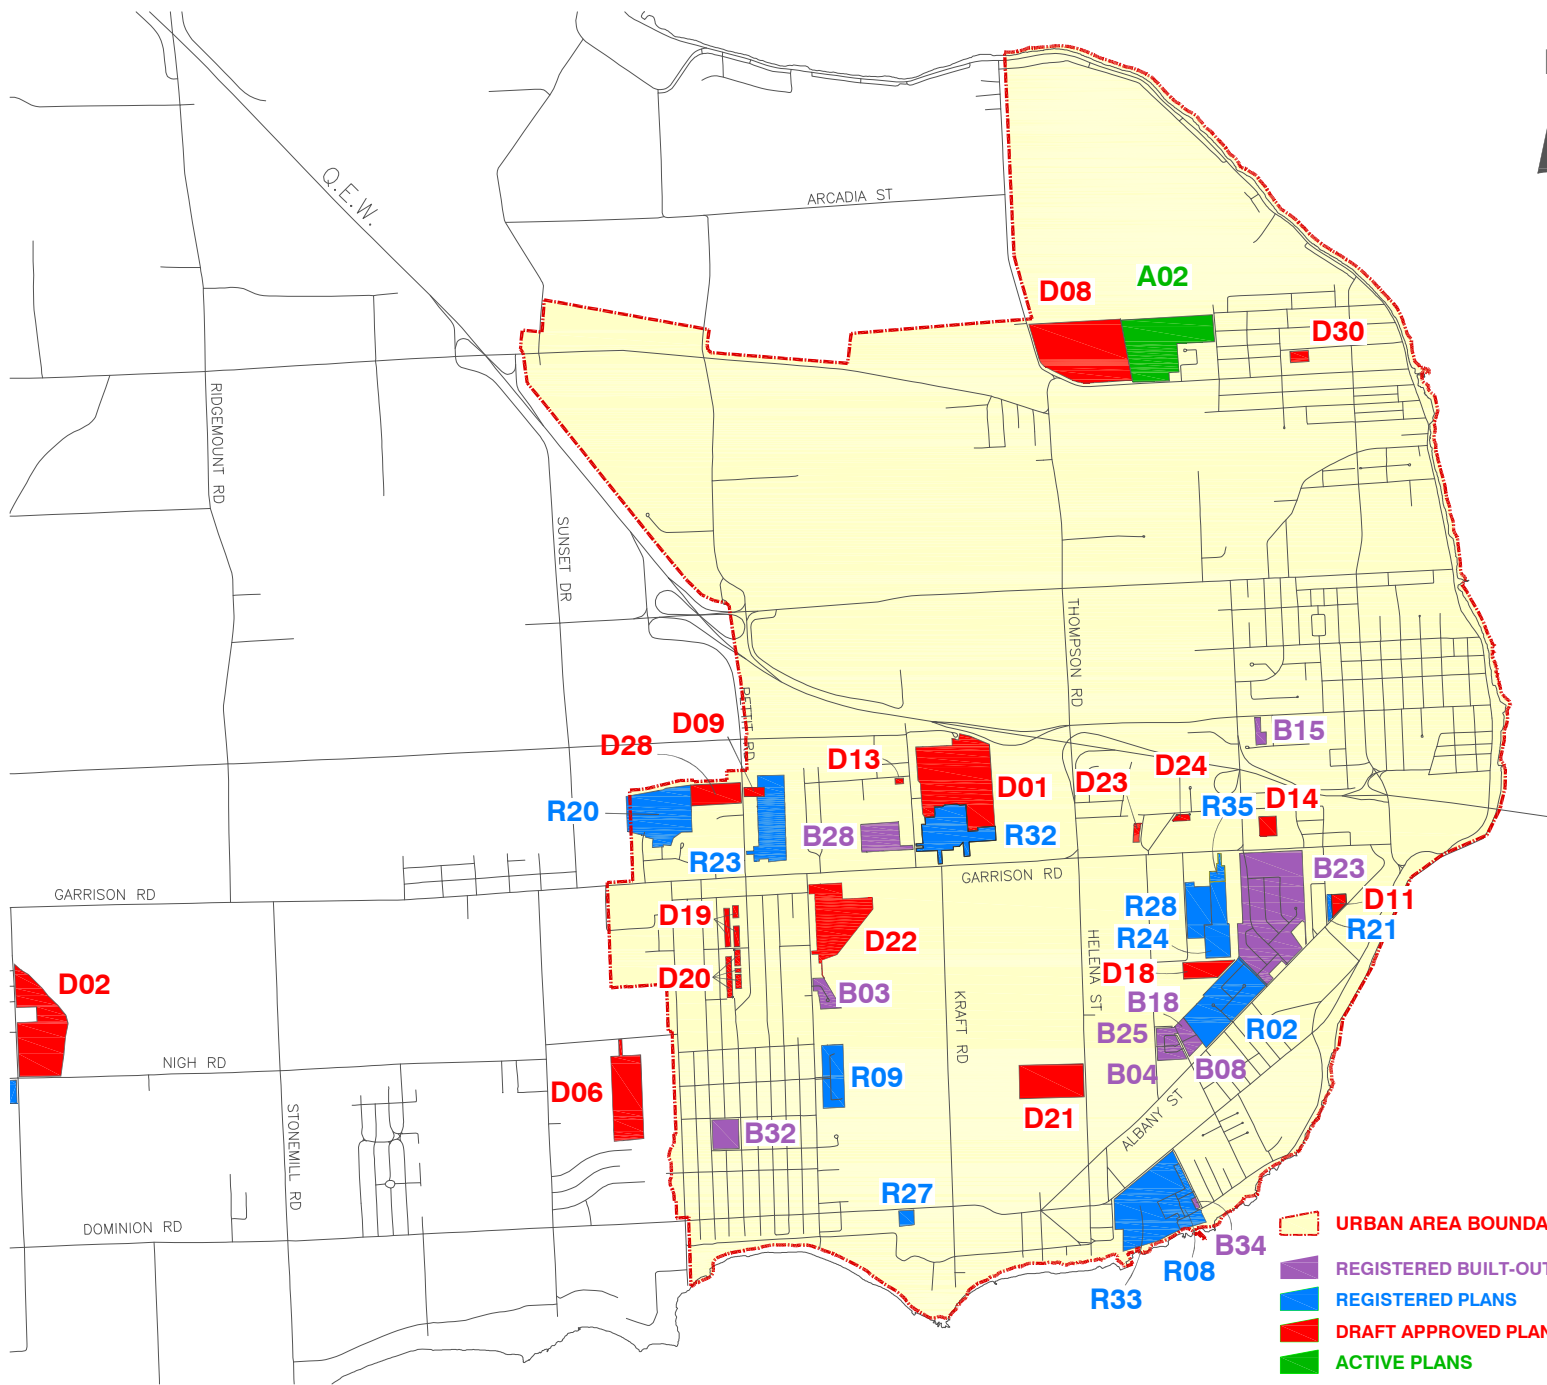 Q.E.W.
ARCADIA ST
A02
D08
D30
RIDGEMOUNT RD
SUNSET DR
THOMPSON RD
PETTIT RD
D09
B15
D28
D13
D24
D23
D01
R35
D14
R20
B28
R32
R23
B23
GARRISON RD
GARRISON RD
D11
R28
D19
R21
D22
R24
HELENA ST
D18
D20
D02
B03
B18
KRAFT RD
R02
B25
NIGH RD
B08
B04
R09
D06
D21
STONEMILL RD
ALBANY ST
B32
R27
DOMINION RD
B34
R08
R33
URBAN AREA BOUNDA
REGISTERED BUILT-OUT
REGISTERED PLANS
DRAFT APPROVED PLAN
ACTIVE PLANS